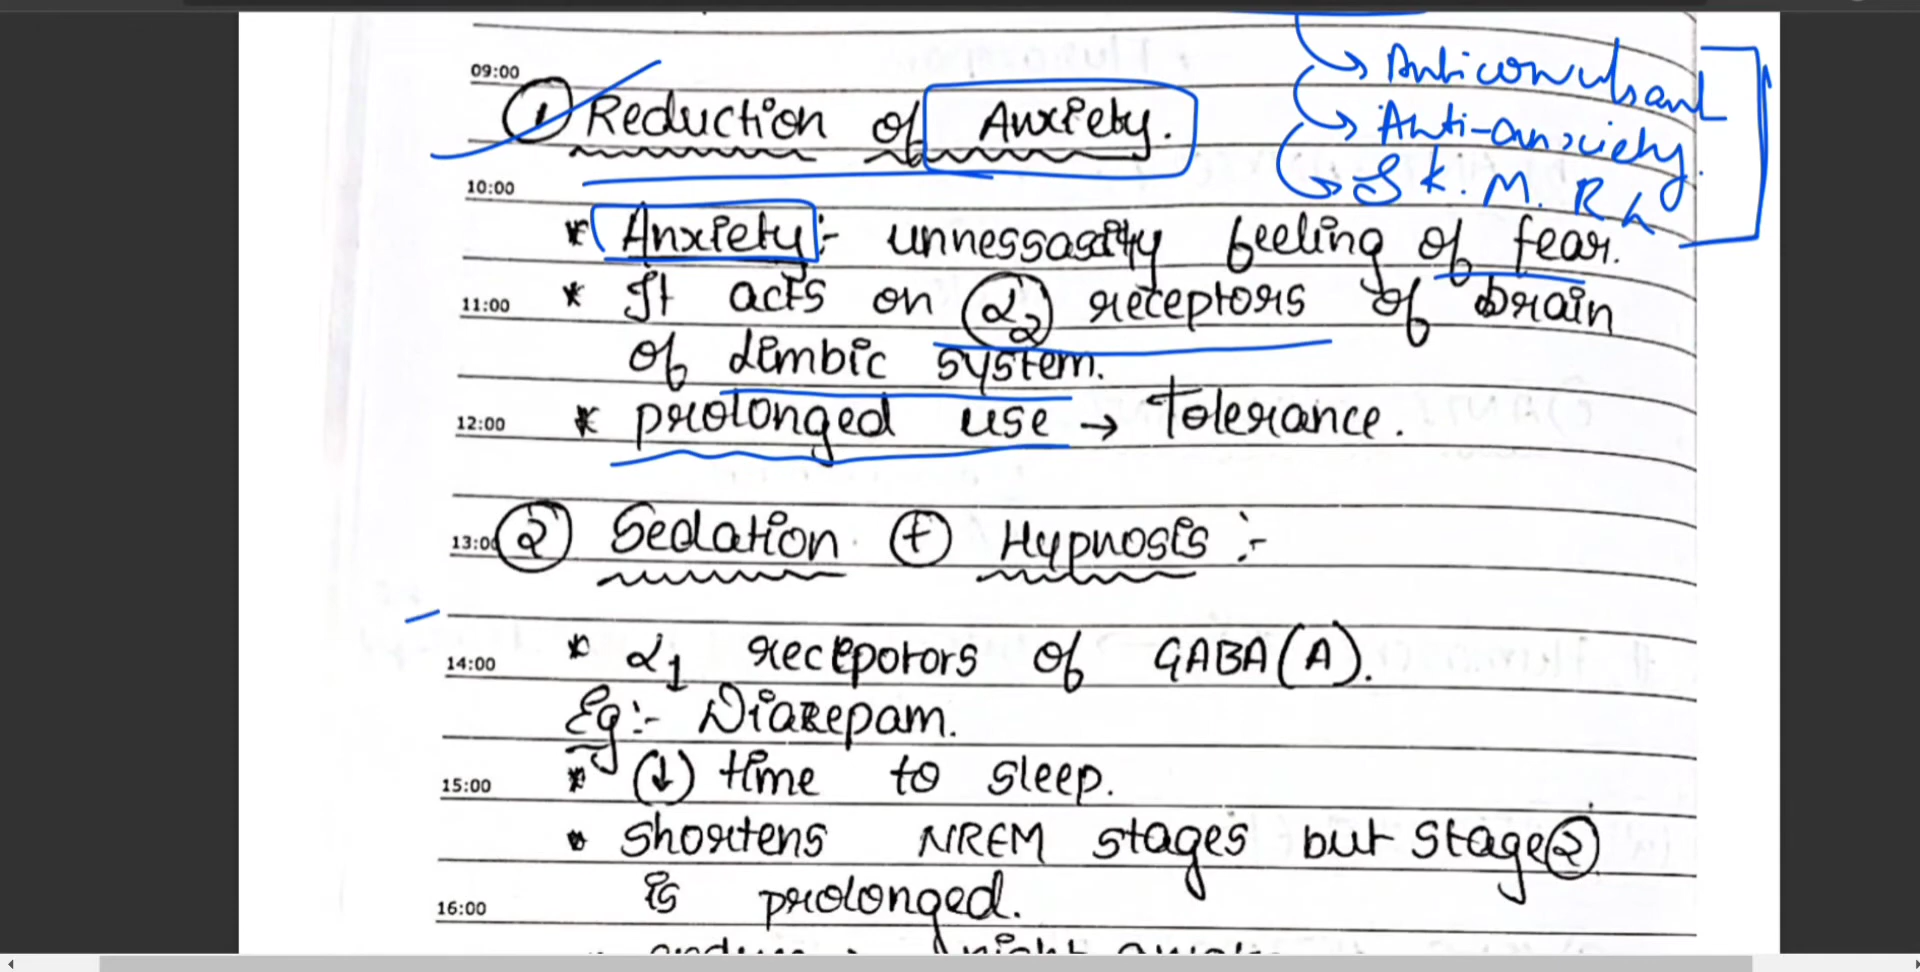 Anticonvulsant
09:00
Anti-anxiety.
① Reduction of Anxiety.
Sk. M. R
10:00
* Anxiety :- unnessasity feeling of fear.
11:00
* It acts on α2 receptors of brain
of Limbic system.
12:00
* prolonged use → Tolerance.
13:00
② Sedation + Hypnosis :-
14:00
* α1 receptorors of GABA(A).
Eg :- Diazepam.
15:00
* (↓) time to sleep.
* shortens NREM stages but stage ②
is prolonged.
16:00